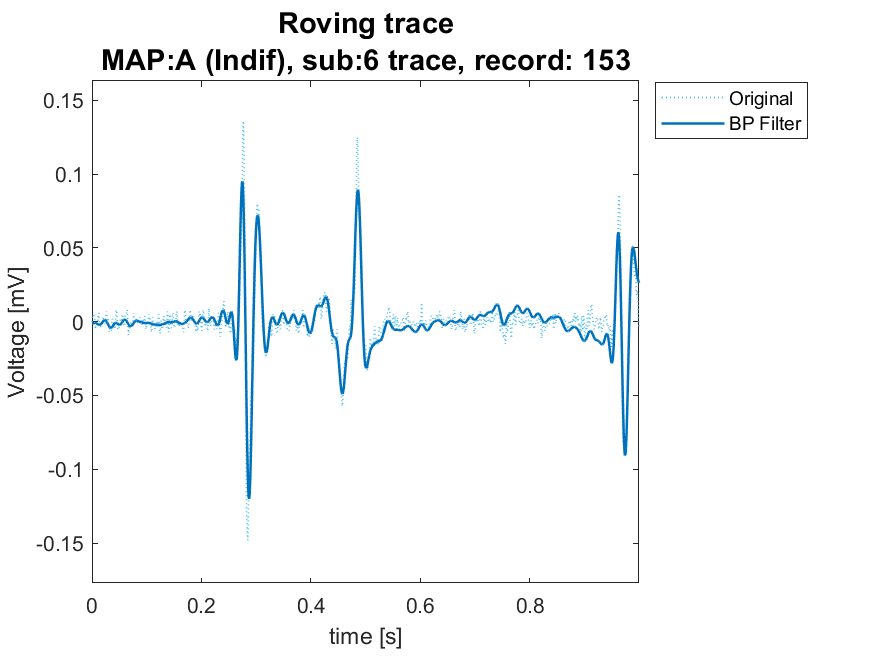 Roving trace
MAP:A (Indif), sub:6 trace, record: 153
Original
BP Filter
0.15
0.1
0.05
0
-0.05
-0.1
-0.15
Voltage [mV]
0 0.2 0.4 0.6 0.8
time [s]